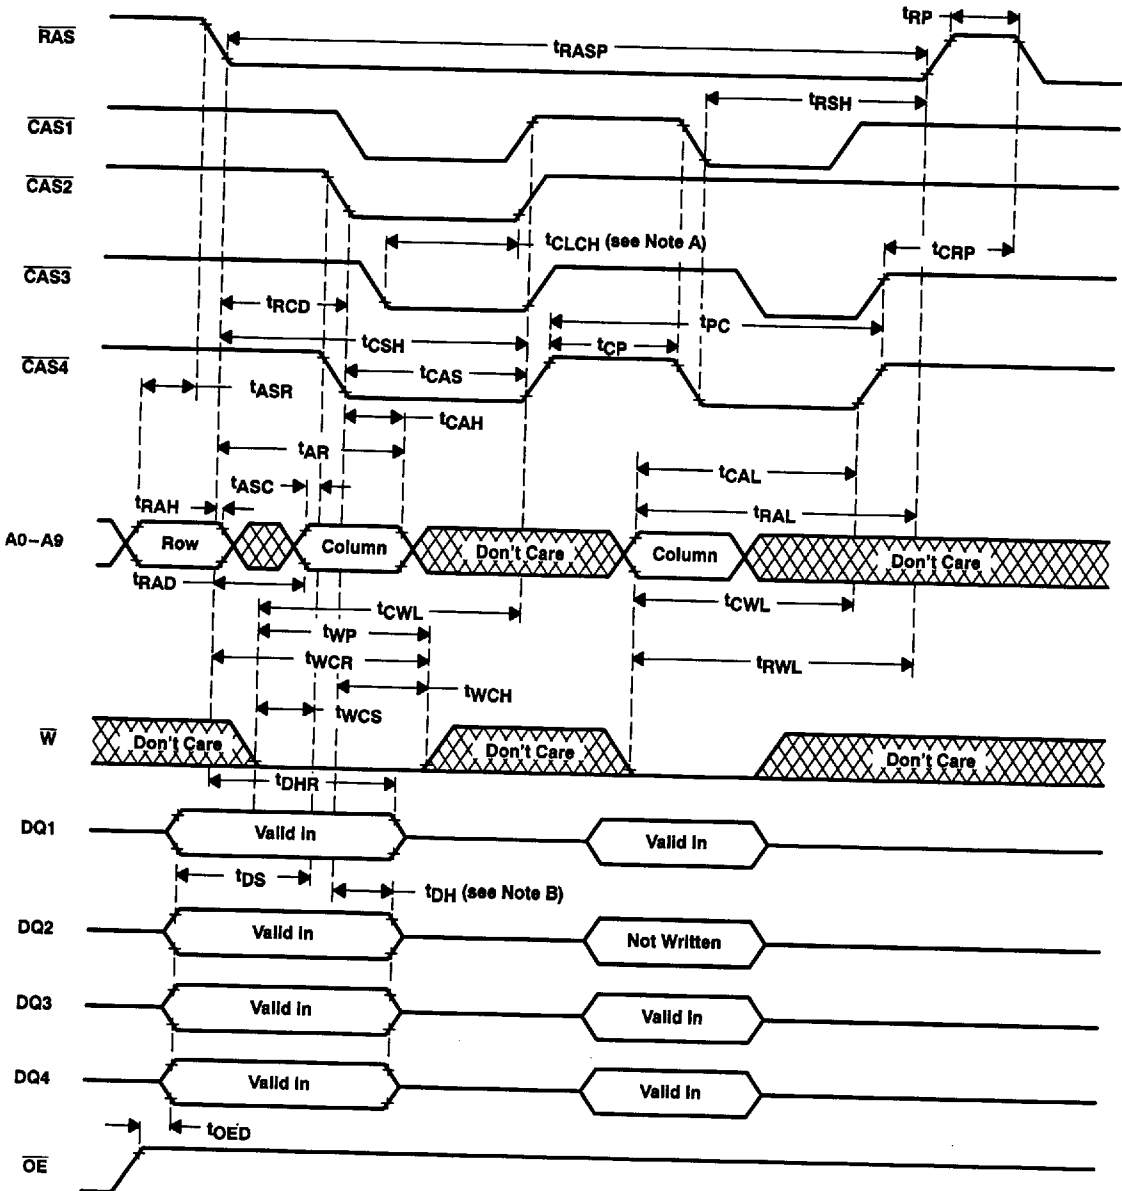 tRP
RAS
tRASP
tRSH
CAS1
CAS2
tCLCH (see Note A)
tCRP
CAS3
tRCD
tPC
tCSH
tCP
CAS4
tCAS
tASR
tCAH
tAR
tCAL
tASC
tRAH
tRAL
A0–A9
Row
Column
Don't Care
Column
Don't Care
tRAD
tCWL
tCWL
tWP
tWCR
tRWL
tWCH
tWCS
W
Don't Care
Don't Care
Don't Care
tDHR
DQ1
Valid In
Valid In
tDS
tDH (see Note B)
DQ2
Valid In
Not Written
DQ3
Valid In
Valid In
DQ4
Valid In
Valid In
tOED
OE